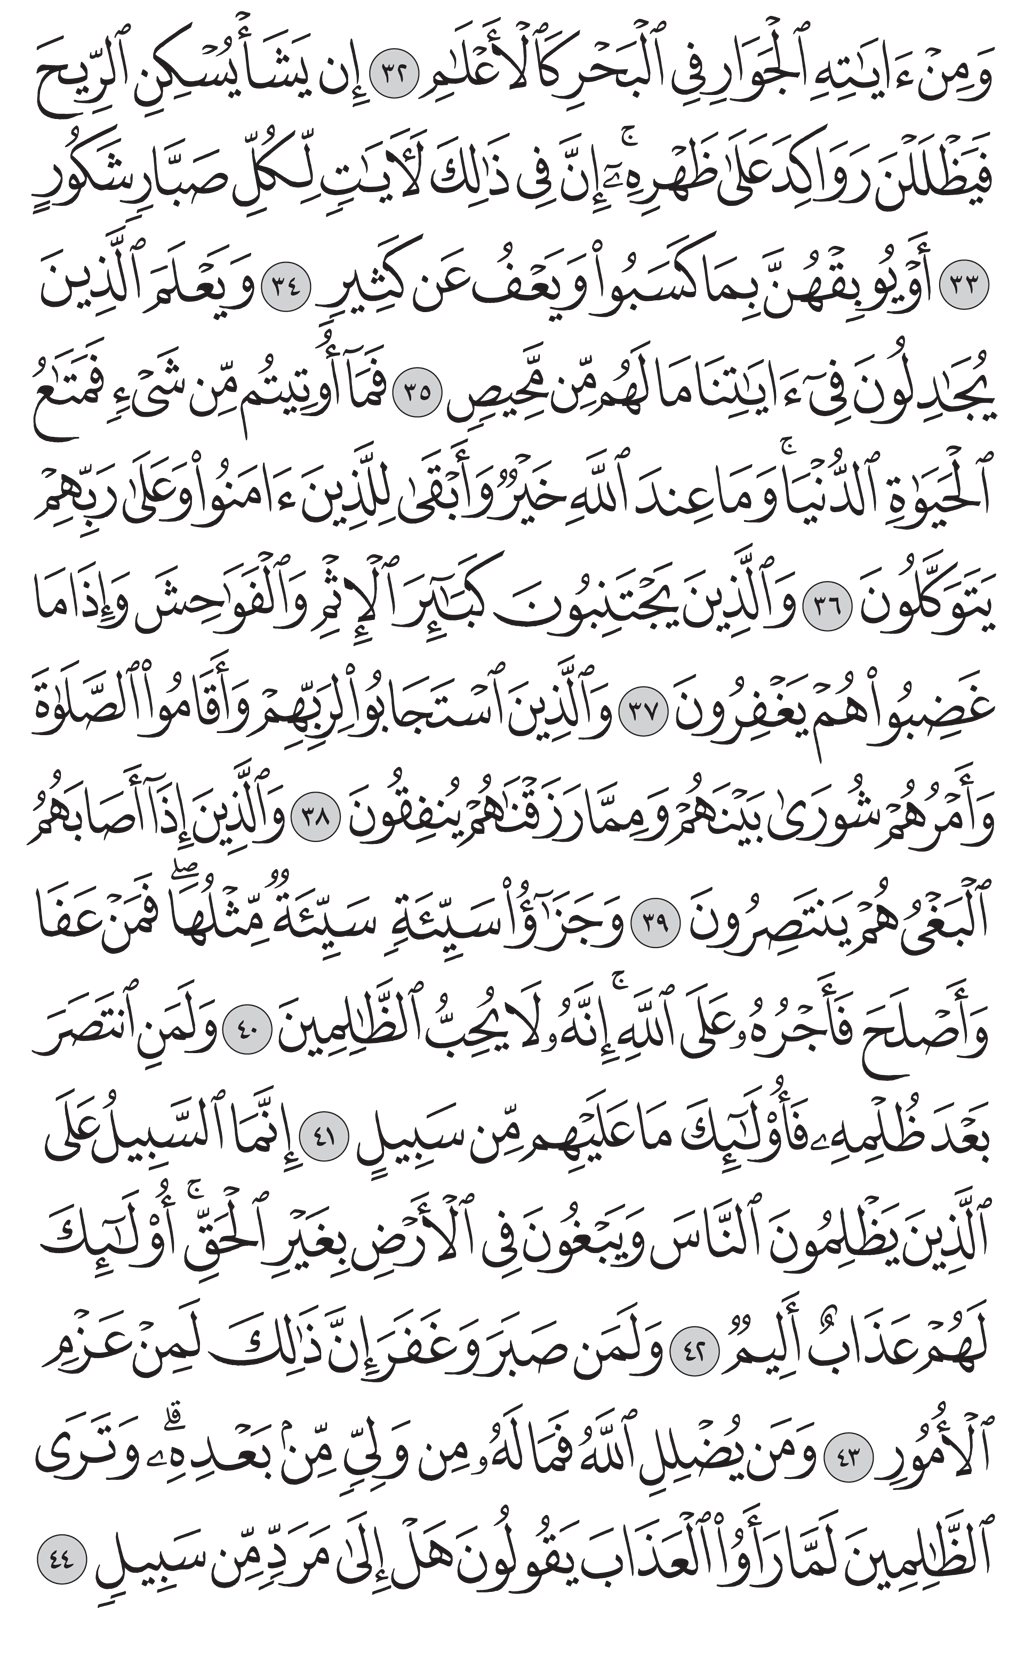 وَمِنْ ءَايَٰتِهِ ٱلْجَوَارِ فِى ٱلْبَحْرِ كَٱلْأَعْلَٰمِ ٣٢ إِن يَشَأْ يُسْكِنِ ٱلرِّيحَ
فَيَظْلَلْنَ رَوَاكِدَ عَلَىٰ ظَهْرِهِۦٓ ۚ إِنَّ فِى ذَٰلِكَ لَـَٔايَٰتٍ لِّكُلِّ صَبَّارٍ شَكُورٍ
٣٣ أَوْ يُوبِقْهُنَّ بِمَا كَسَبُوا۟ وَيَعْفُ عَن كَثِيرٍ ٣٤ وَيَعْلَمَ ٱلَّذِينَ
يُجَٰدِلُونَ فِىٓ ءَايَٰتِنَا مَا لَهُم مِّن مَّحِيصٍ ٣٥ فَمَآ أُوتِيتُم مِّن شَىْءٍ فَمَتَٰعُ
ٱلْحَيَوٰةِ ٱلدُّنْيَا ۚ وَمَا عِندَ ٱللَّهِ خَيْرٌ وَأَبْقَىٰ لِلَّذِينَ ءَامَنُوا۟ وَعَلَىٰ رَبِّهِمْ
يَتَوَكَّلُونَ ٣٦ وَٱلَّذِينَ يَجْتَنِبُونَ كَبَٰٓئِرَ ٱلْإِثْمِ وَٱلْفَوَٰحِشَ وَإِذَا مَا
غَضِبُوا۟ هُمْ يَغْفِرُونَ ٣٧ وَٱلَّذِينَ ٱسْتَجَابُوا۟ لِرَبِّهِمْ وَأَقَامُوا۟ ٱلصَّلَوٰةَ
وَأَمْرُهُمْ شُورَىٰ بَيْنَهُمْ وَمِمَّا رَزَقْنَٰهُمْ يُنفِقُونَ ٣٨ وَٱلَّذِينَ إِذَآ أَصَابَهُمُ
ٱلْبَغْىُ هُمْ يَنتَصِرُونَ ٣٩ وَجَزَٰٓؤُا۟ سَيِّئَةٍ سَيِّئَةٌ مِّثْلُهَا ۖ فَمَنْ عَفَا
وَأَصْلَحَ فَأَجْرُهُۥ عَلَى ٱللَّهِ ۚ إِنَّهُۥ لَا يُحِبُّ ٱلظَّٰلِمِينَ ٤٠ وَلَمَنِ ٱنتَصَرَ
بَعْدَ ظُلْمِهِۦ فَأُو۟لَٰٓئِكَ مَا عَلَيْهِم مِّن سَبِيلٍ ٤١ إِنَّمَا ٱلسَّبِيلُ عَلَى
ٱلَّذِينَ يَظْلِمُونَ ٱلنَّاسَ وَيَبْغُونَ فِى ٱلْأَرْضِ بِغَيْرِ ٱلْحَقِّ ۚ أُو۟لَٰٓئِكَ
لَهُمْ عَذَابٌ أَلِيمٌ ٤٢ وَلَمَن صَبَرَ وَغَفَرَ إِنَّ ذَٰلِكَ لَمِنْ عَزْمِ
ٱلْأُمُورِ ٤٣ وَمَن يُضْلِلِ ٱللَّهُ فَمَا لَهُۥ مِن وَلِىٍّ مِّنۢ بَعْدِهِۦ ۗ وَتَرَى
ٱلظَّٰلِمِينَ لَمَّا رَأَوُا۟ ٱلْعَذَابَ يَقُولُونَ هَلْ إِلَىٰ مَرَدٍّ مِّن سَبِيلٍ ٤٤